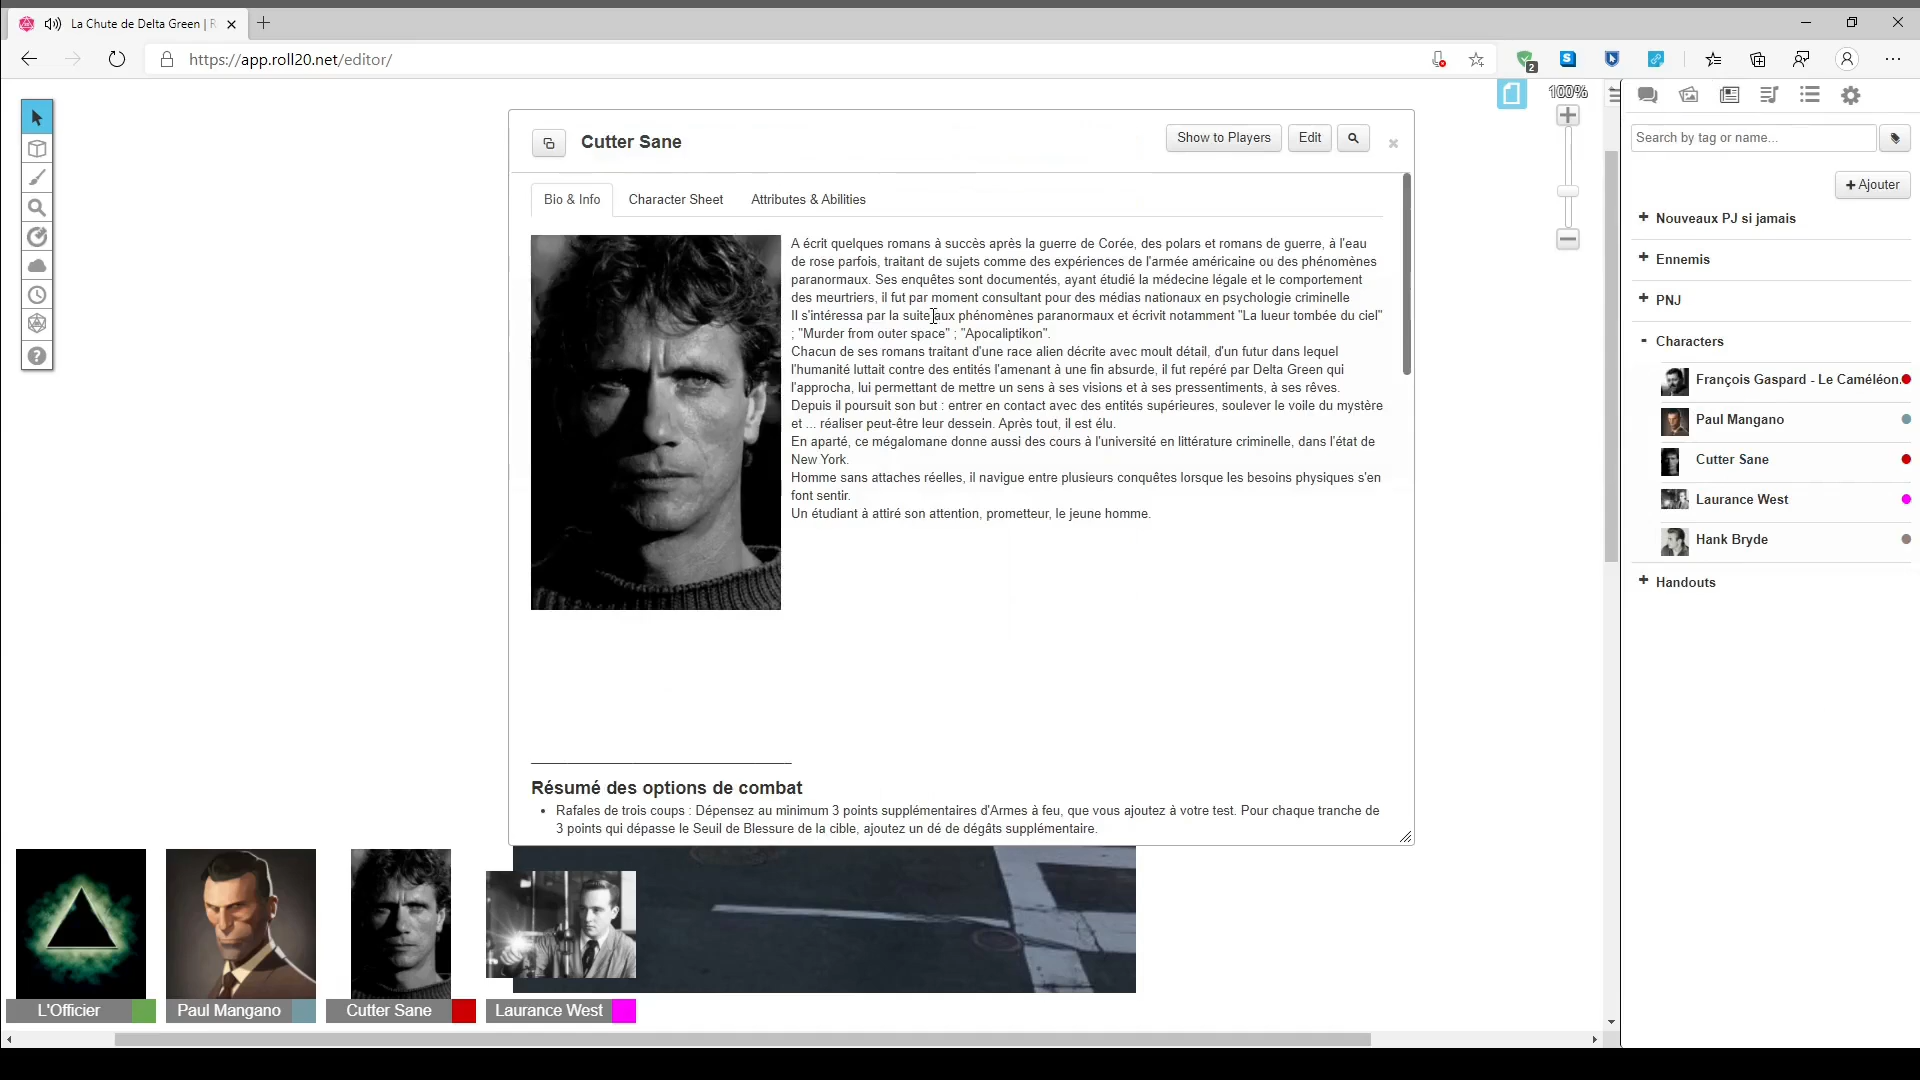 La Chute de Delta Green | R
https://app.roll20.net/editor/
2
100%
Cutter Sane
Show to Players
Edit
Bio & Info
Character Sheet
Attributes & Abilities
A écrit quelques romans à succès après la guerre de Corée, des polars et romans de guerre, à l'eau
de rose parfois, traitant de sujets comme des expériences de l'armée américaine ou des phénomènes
paranormaux. Ses enquêtes sont documentés, ayant étudié la médecine légale et le comportement
des meurtriers, il fut par moment consultant pour des médias nationaux en psychologie criminelle
Il s'intéressa par la suite aux phénomènes paranormaux et écrivit notamment "La lueur tombée du ciel"
; "Murder from outer space" ; "Apocaliptikon".
Chacun de ses romans traitant d'une race alien décrite avec moult détail, d'un futur dans lequel
l'humanité luttait contre des entités l'amenant à une fin absurde, il fut repéré par Delta Green qui
l'approcha, lui permettant de mettre un sens à ses visions et à ses pressentiments, à ses rêves.
Depuis il poursuit son but : entrer en contact avec des entités supérieures, soulever le voile du mystère
et ... réaliser peut-être leur dessein. Après tout, il est élu.
En aparté, ce mégalomane donne aussi des cours à l'université en littérature criminelle, dans l'état de
New York.
Homme sans attaches réelles, il navigue entre plusieurs conquêtes lorsque les besoins physiques s'en
font sentir.
Un étudiant à attiré son attention, prometteur, le jeune homme.
Résumé des options de combat
• Rafales de trois coups : Dépensez au minimum 3 points supplémentaires d'Armes à feu, que vous ajoutez à votre test. Pour chaque tranche de
3 points qui dépasse le Seuil de Blessure de la cible, ajoutez un dé de dégâts supplémentaire.
L'Officier
Paul Mangano
Cutter Sane
Laurance West
Search by tag or name...
+ Ajouter
+ Nouveaux PJ si jamais
+ Ennemis
+ PNJ
- Characters
François Gaspard - Le Caméléon.
Paul Mangano
Cutter Sane
Laurance West
Hank Bryde
+ Handouts